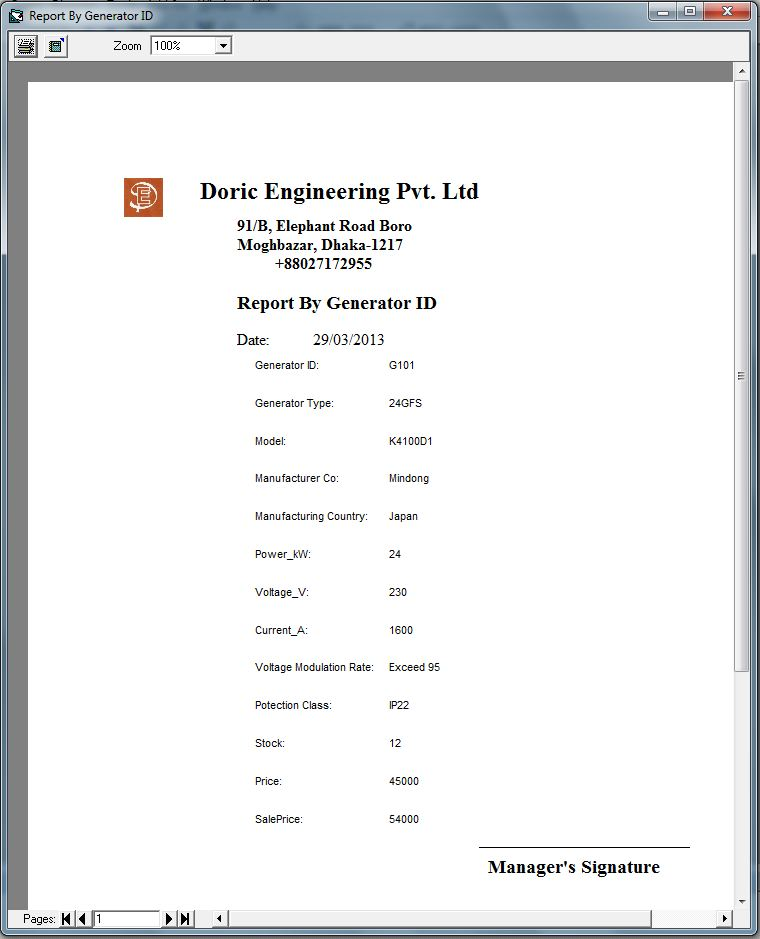 Report By Generator ID
Zoom 100%
Doric Engineering Pvt. Ltd
91/B, Elephant Road Boro
Moghbazar, Dhaka-1217
+88027172955
Report By Generator ID
Date: 29/03/2013
Generator ID: G101
Generator Type: 24GFS
Model: K4100D1
Manufacturer Co: Mindong
Manufacturing Country: Japan
Power_kW: 24
Voltage_V: 230
Current_A: 1600
Voltage Modulation Rate: Exceed 95
Potection Class: IP22
Stock: 12
Price: 45000
SalePrice: 54000
Manager's Signature
Pages: 1